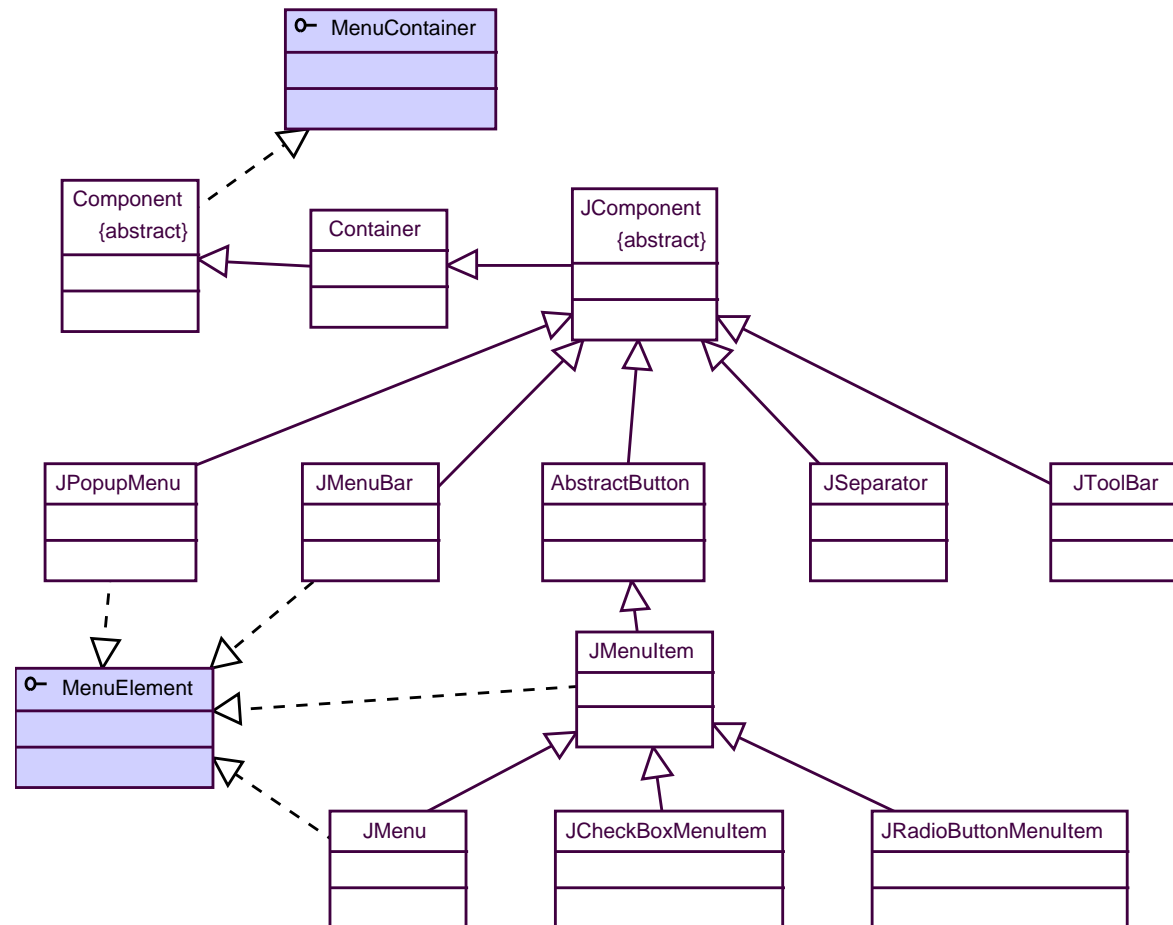 MenuContainer
Component
{abstract}
Container
JComponent
{abstract}
JPopupMenu
JMenuBar
AbstractButton
JSeparator
JToolBar
MenuElement
JMenuItem
JMenu
JCheckBoxMenuItem
JRadioButtonMenuItem